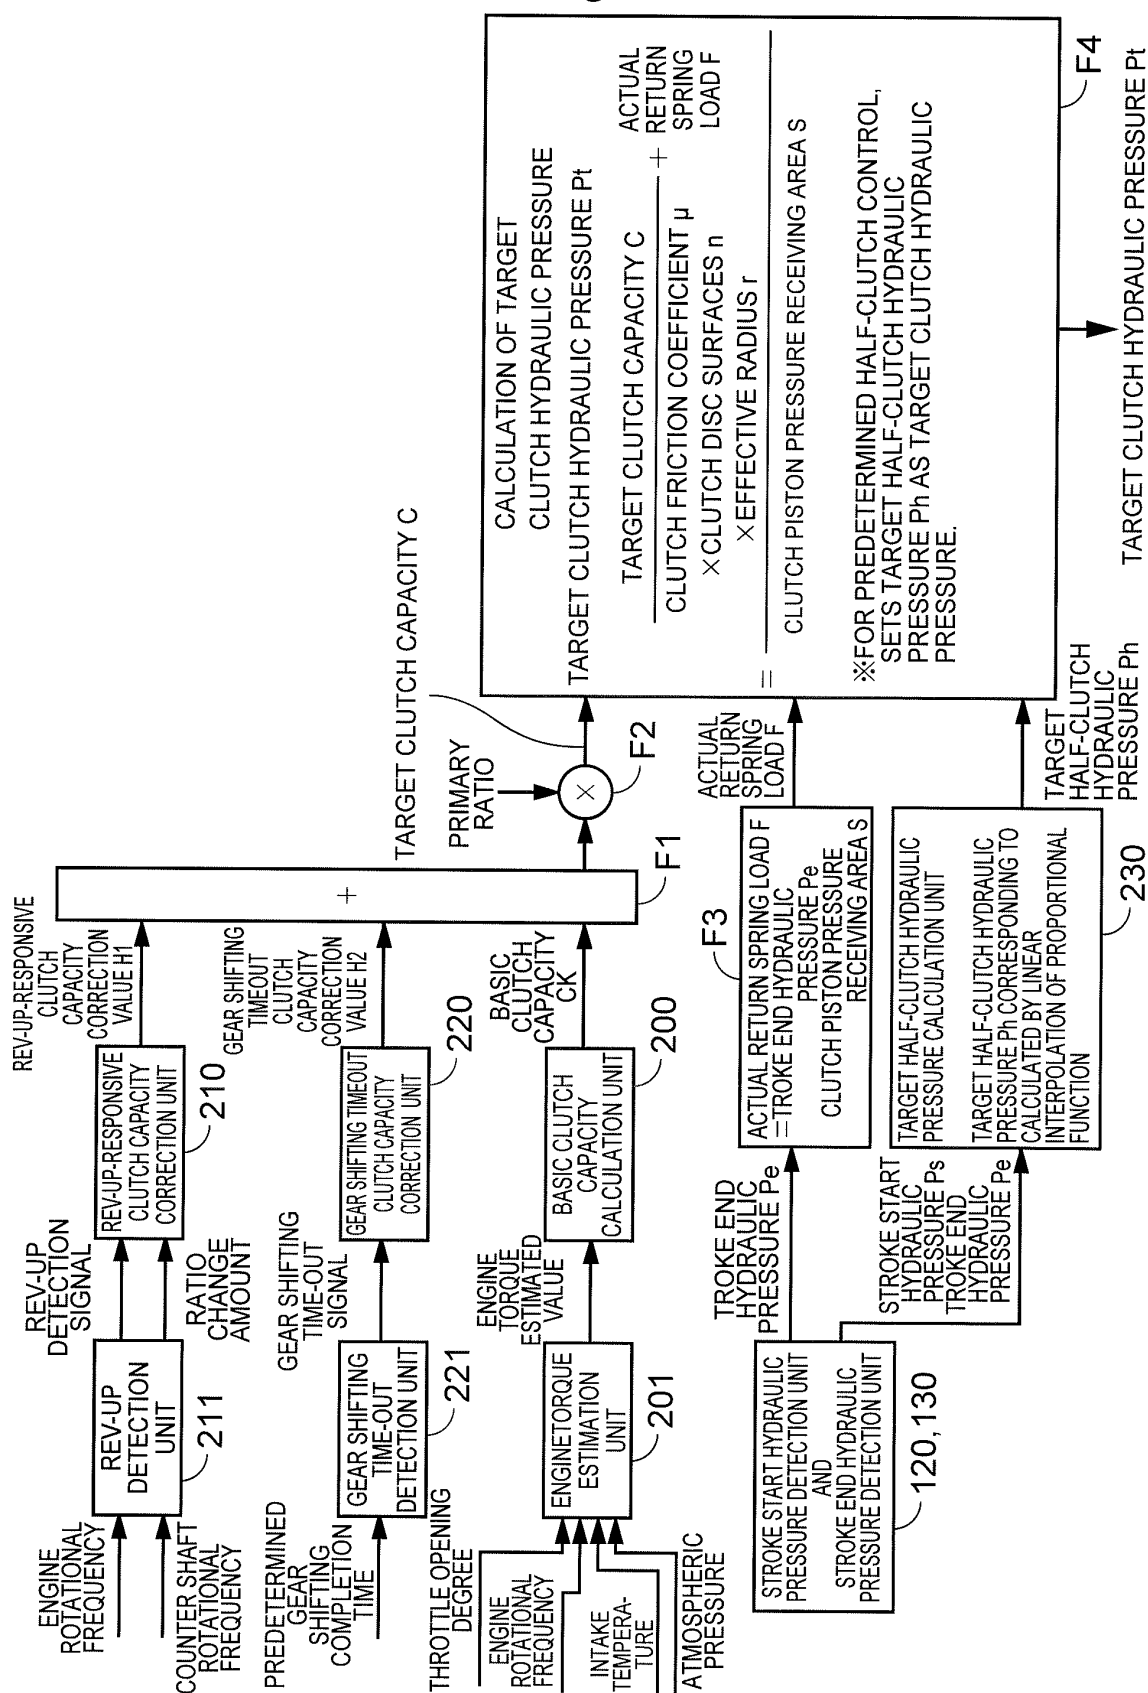 ENGINE
ROTATIONAL
FREQUENCY
COUNTER SHAFT
ROTATIONAL
FREQUENCY
REV-UP
DETECTION
UNIT
211
REV-UP
DETECTION
SIGNAL
RATIO
CHANGE
AMOUNT
REV-UP-RESPONSIVE
CLUTCH CAPACITY
CORRECTION UNIT
210
REV-UP-RESPONSIVE
CLUTCH
CAPACITY
CORRECTION
VALUE H1
PREDETERMINED
GEAR
SHIFTING
COMPLETION
TIME
GEAR SHIFTING
TIME-OUT
DETECTION UNIT
221
GEAR SHIFTING
TIME-OUT
SIGNAL
GEAR SHIFTING TIMEOUT
CLUTCH CAPACITY
CORRECTION UNIT
220
GEAR SHIFTING
TIMEOUT
CLUTCH
CAPACITY
CORRECTION
VALUE H2
THROTTLE OPENING
DEGREE
ENGINE
ROTATIONAL
FREQUENCY
INTAKE
TEMPERA-
TURE
ATMOSPHERIC
PRESSURE
ENGINETORQUE
ESTIMATION
UNIT
201
ENGINE
TORQUE
ESTIMATED
VALUE
BASIC CLUTCH
CAPACITY
CALCULATION UNIT
200
BASIC
CLUTCH
CAPACITY
CK
+
F1
PRIMARY
RATIO
×
F2
TARGET CLUTCH CAPACITY C
STROKE START HYDRAULIC
PRESSURE DETECTION UNIT
AND
STROKE END HYDRAULIC
PRESSURE DETECTION UNIT
120,130
TROKE END
HYDRAULIC
PRESSURE Pe
STROKE START
HYDRAULIC
PRESSURE Ps
TROKE END
HYDRAULIC
PRESSURE Pe
F3
ACTUAL RETURN SPRING LOAD F
=TROKE END HYDRAULIC
PRESSURE Pe
CLUTCH PISTON PRESSURE
RECEIVING AREA S
ACTUAL
RETURN
SPRING
LOAD F
TARGET HALF-CLUTCH HYDRAULIC
PRESSURE CALCULATION UNIT
TARGET HALF-CLUTCH HYDRAULIC
PRESSURE Ph CORRESPONDING TO
CALCULATED BY LINEAR
INTERPOLATION OF PROPORTIONAL
FUNCTION
230
TARGET
HALF-CLUTCH
HYDRAULIC
PRESSURE Ph
CALCULATION OF TARGET
CLUTCH HYDRAULIC PRESSURE
TARGET CLUTCH HYDRAULIC PRESSURE Pt
=
TARGET CLUTCH CAPACITY C
CLUTCH FRICTION COEFFICIENT μ
×CLUTCH DISC SURFACES n
×EFFECTIVE RADIUS r
+
ACTUAL
RETURN
SPRING
LOAD F
CLUTCH PISTON PRESSURE RECEIVING AREA S
※FOR PREDETERMINED HALF-CLUTCH CONTROL,
SETS TARGET HALF-CLUTCH HYDRAULIC
PRESSURE Ph AS TARGET CLUTCH HYDRAULIC
PRESSURE.
F4
TARGET CLUTCH HYDRAULIC PRESSURE Pt